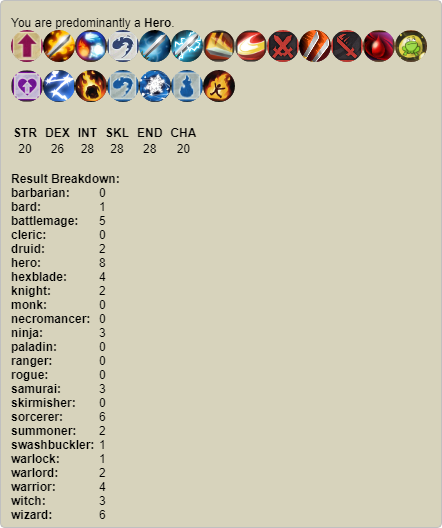 You are predominantly a Hero.
STR DEX INT SKL END CHA
20 26 28 28 28 20
Result Breakdown:
barbarian: 0
bard: 1
battlemage: 5
cleric: 0
druid: 2
hero: 8
hexblade: 4
knight: 2
monk: 0
necromancer: 0
ninja: 3
paladin: 0
ranger: 0
rogue: 0
samurai: 3
skirmisher: 0
sorcerer: 6
summoner: 2
swashbuckler: 1
warlock: 1
warlord: 2
warrior: 4
witch: 3
wizard: 6